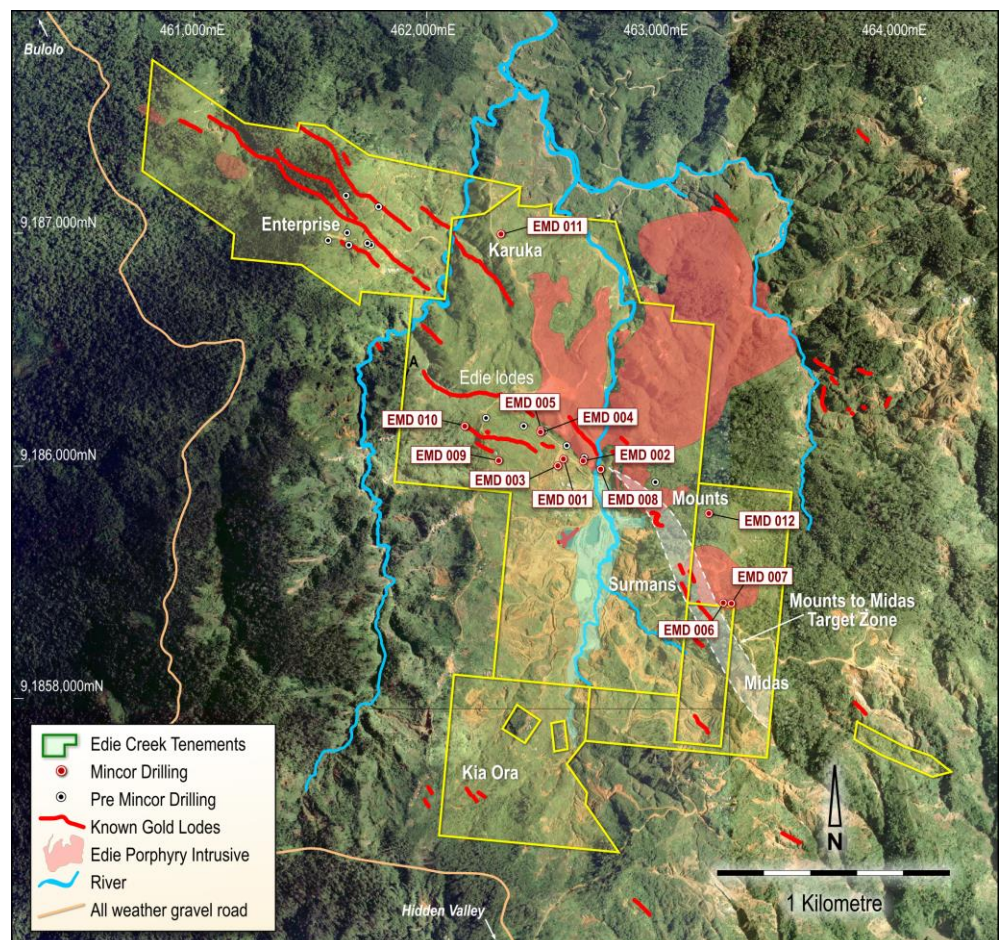 461,000mE
462,000mE
463,000mE
464,000mE
Bulolo
9,187,000mN
Enterprise
EMD 011
Karuka
A
Edie lodes
EMD 005
EMD 010
EMD 004
9,186,000mN
EMD 009
EMD 002
EMD 003
EMD 001
EMD 008
Mounts
EMD 012
EMD 007
Surmans
Mounts to Midas
Target Zone
EMD 006
Midas
9,1858,000mN
Kia Ora
Edie Creek Tenements
Mincor Drilling
Pre Mincor Drilling
Known Gold Lodes
Edie Porphyry Intrusive
River
All weather gravel road
Hidden Valley
N
1 Kilometre